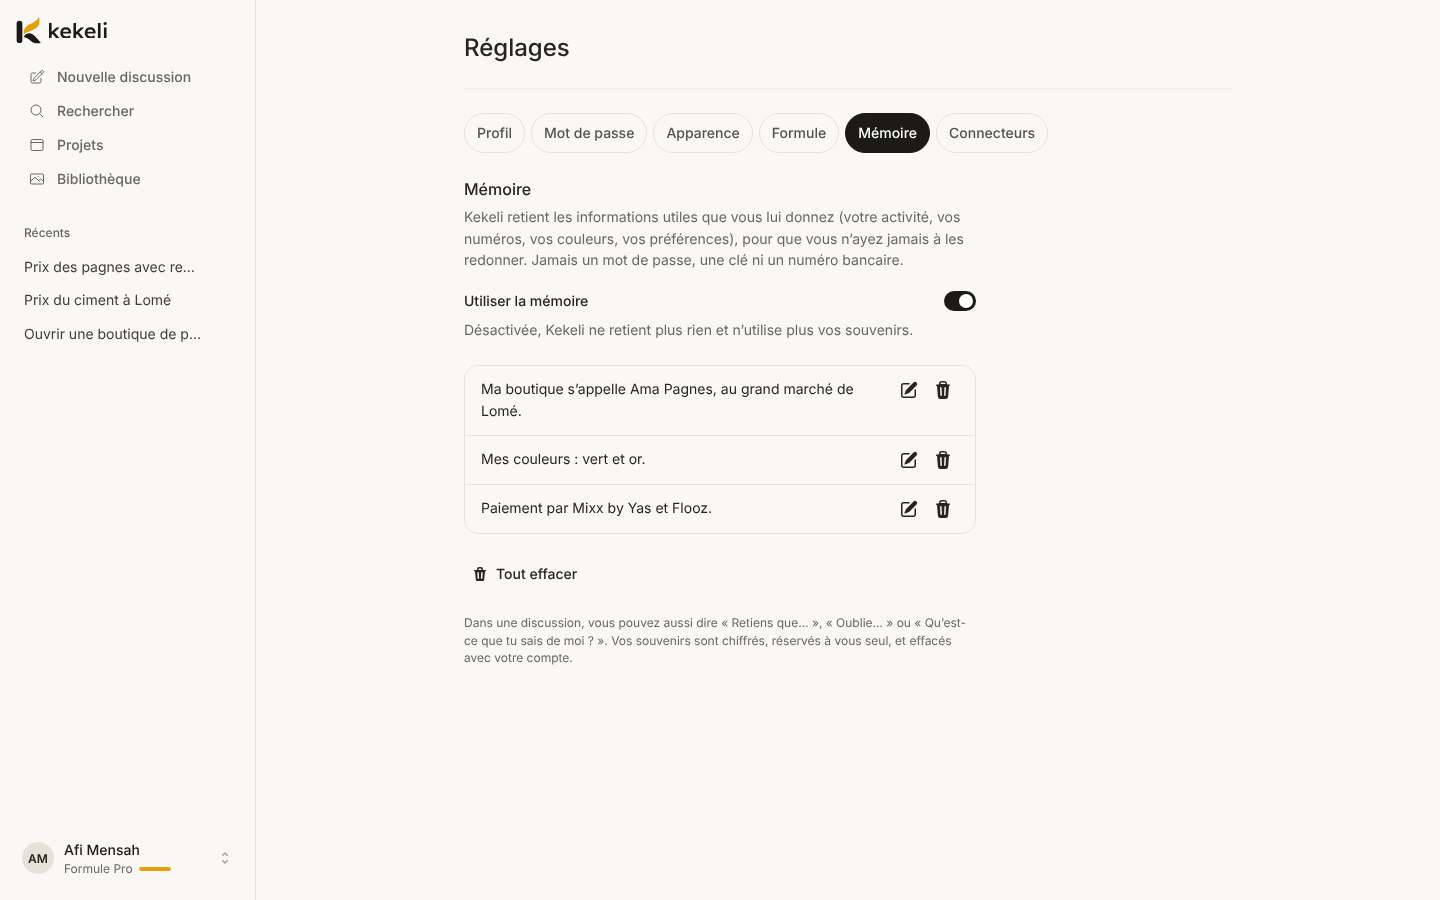 kekeli
Nouvelle discussion
Rechercher
Projets
Bibliothèque
Récents
Prix des pagnes avec re...
Prix du ciment à Lomé
Ouvrir une boutique de p...
AM
Afi Mensah
Formule Pro
Réglages
Profil
Mot de passe
Apparence
Formule
Mémoire
Connecteurs
Mémoire
Kekeli retient les informations utiles que vous lui donnez (votre activité, vos
numéros, vos couleurs, vos préférences), pour que vous n’ayez jamais à les
redonner. Jamais un mot de passe, une clé ni un numéro bancaire.
Utiliser la mémoire
Désactivée, Kekeli ne retient plus rien et n’utilise plus vos souvenirs.
Ma boutique s’appelle Ama Pagnes, au grand marché de
Lomé.
Mes couleurs : vert et or.
Paiement par Mixx by Yas et Flooz.
Tout effacer
Dans une discussion, vous pouvez aussi dire « Retiens que... », « Oublie... » ou « Qu’est-
ce que tu sais de moi ? ». Vos souvenirs sont chiffrés, réservés à vous seul, et effacés
avec votre compte.